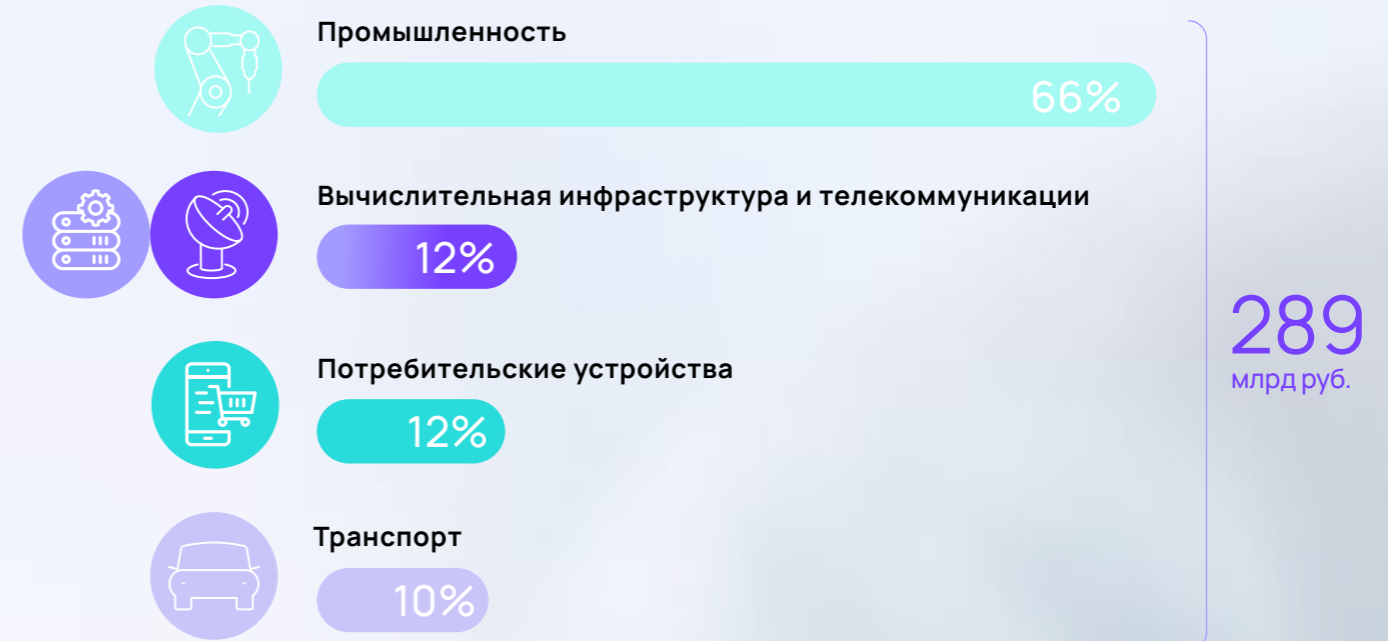 Промышленность
66%
Вычислительная инфраструктура и телекоммуникации
12%
289
млрд руб.
Потребительские устройства
12%
Транспорт
10%